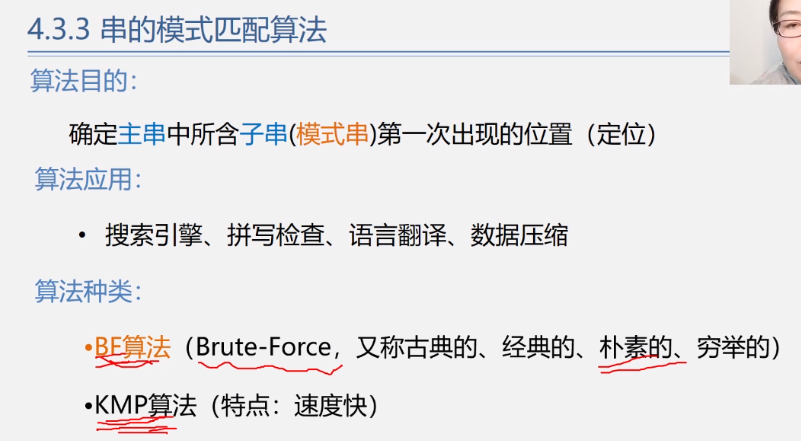 4.3.3 串的模式匹配算法
算法目的：
确定主串中所含子串(模式串)第一次出现的位置（定位）
算法应用：
• 搜索引擎、拼写检查、语言翻译、数据压缩
算法种类：
•BF算法（Brute-Force，又称古典的、经典的、朴素的、穷举的）
•KMP算法（特点：速度快）